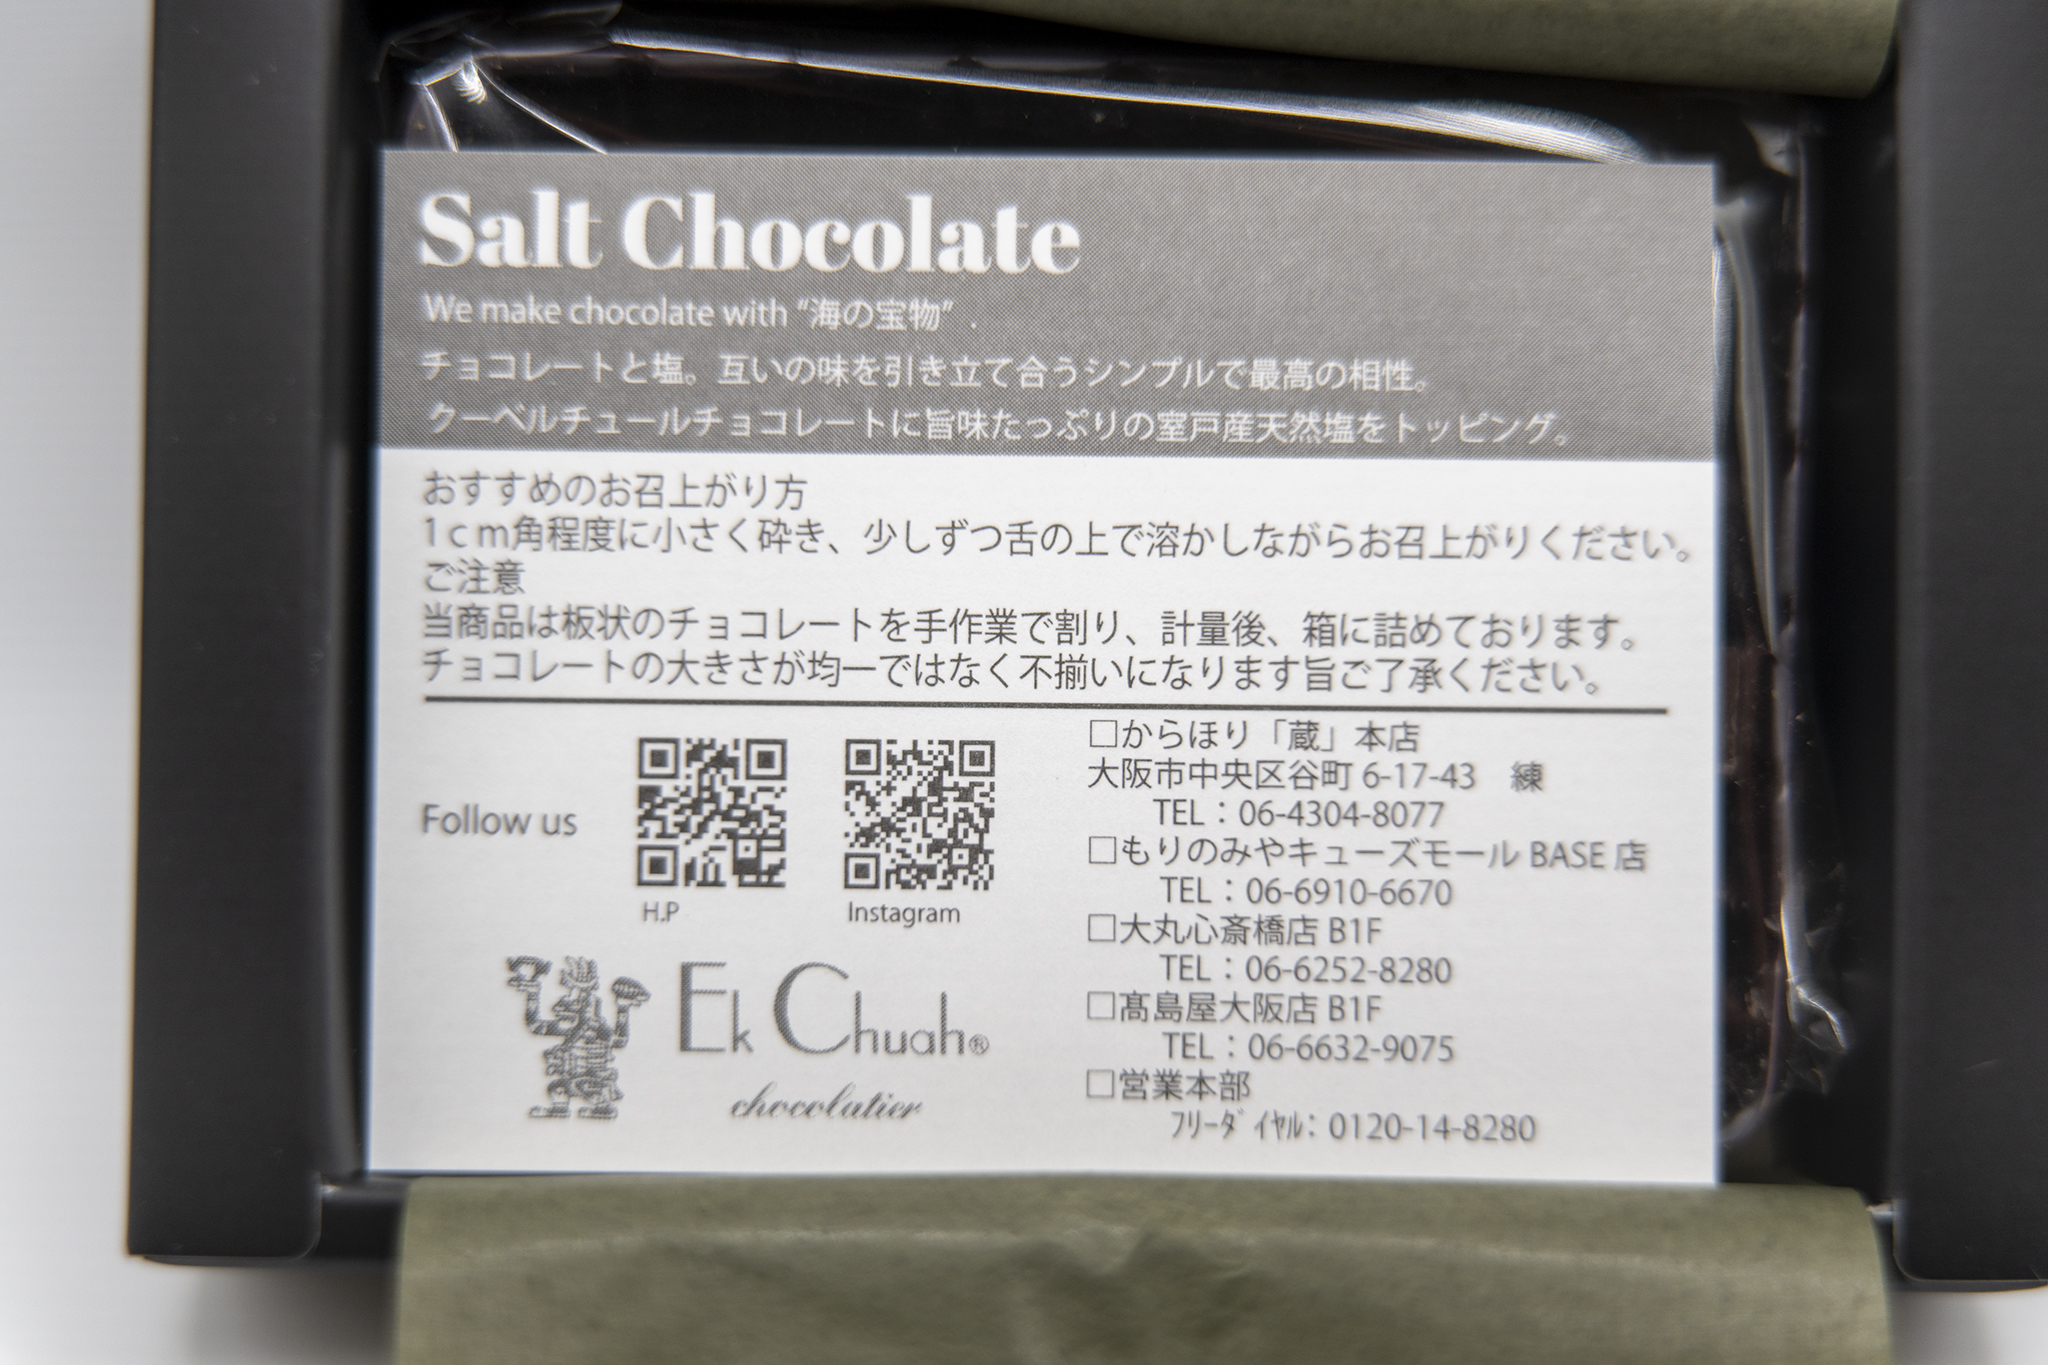 Salt Chocolate
We make chocolate with "海の宝物" .
チョコレートと塩。互いの味を引き立て合うシンプルで最高の相性。
クーベルチュールチョコレートに旨味たっぷりの室戸産天然塩をトッピング。
おすすめのお召上がり方
1ｃｍ角程度に小さく砕き、少しずつ舌の上で溶かしながらお召上がりください。
ご注意
当商品は板状のチョコレートを手作業で割り、計量後、箱に詰めております。
チョコレートの大きさが均一ではなく不揃いになります旨ご了承ください。
Follow us
H.P
Instagram
Ek Chuah®
chocolatier
□からほり「蔵」本店
大阪市中央区谷町 6-17-43　練
TEL：06-4304-8077
□もりのみやキューズモール BASE 店
TEL：06-6910-6670
□大丸心斎橋店 B1F
TEL：06-6252-8280
□髙島屋大阪店 B1F
TEL：06-6632-9075
□営業本部
ﾌﾘｰﾀﾞｲﾔﾙ：0120-14-8280